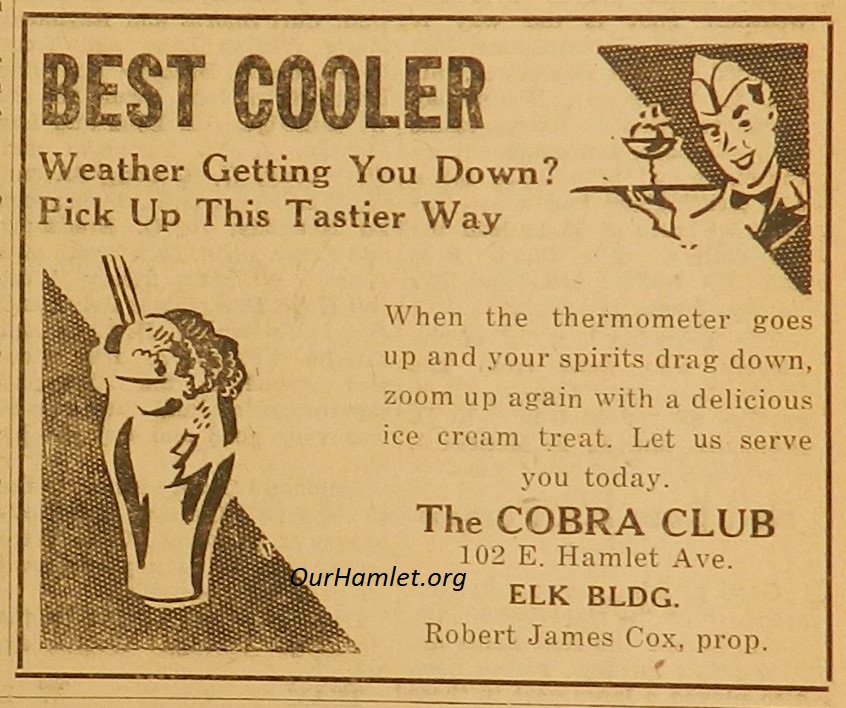 BEST COOLER
Weather Getting You Down?
Pick Up This Tastier Way
When the thermometer goes
up and your spirits drag down,
zoom up again with a delicious
ice cream treat. Let us serve
you today.
The COBRA CLUB
102 E. Hamlet Ave.
OurHamlet.org
ELK BLDG.
Robert James Cox, prop.